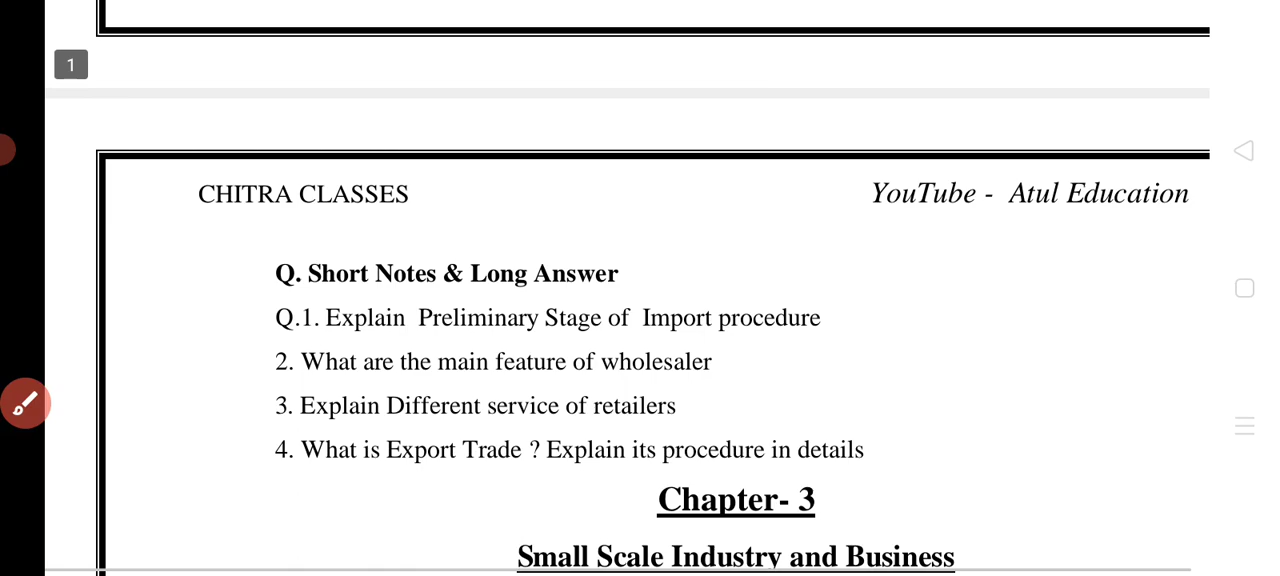 1
CHITRA CLASSES
YouTube - Atul Education
Q. Short Notes & Long Answer
Q.1. Explain Preliminary Stage of Import procedure
2. What are the main feature of wholesaler
3. Explain Different service of retailers
4. What is Export Trade ? Explain its procedure in details
Chapter- 3
Small Scale Industry and Business